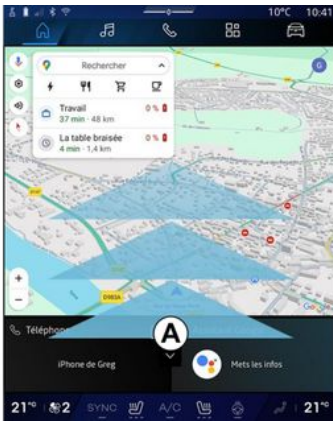 10°C 10:41
G
Rechercher
Travail
0 %
37 min · 48 km
La table braisée
0 %
4 min · 1,4 km
D983A
Téléphone
A
iPhone de Greg
Mets les infos
21°C
2
SYNC
A/C
21°C